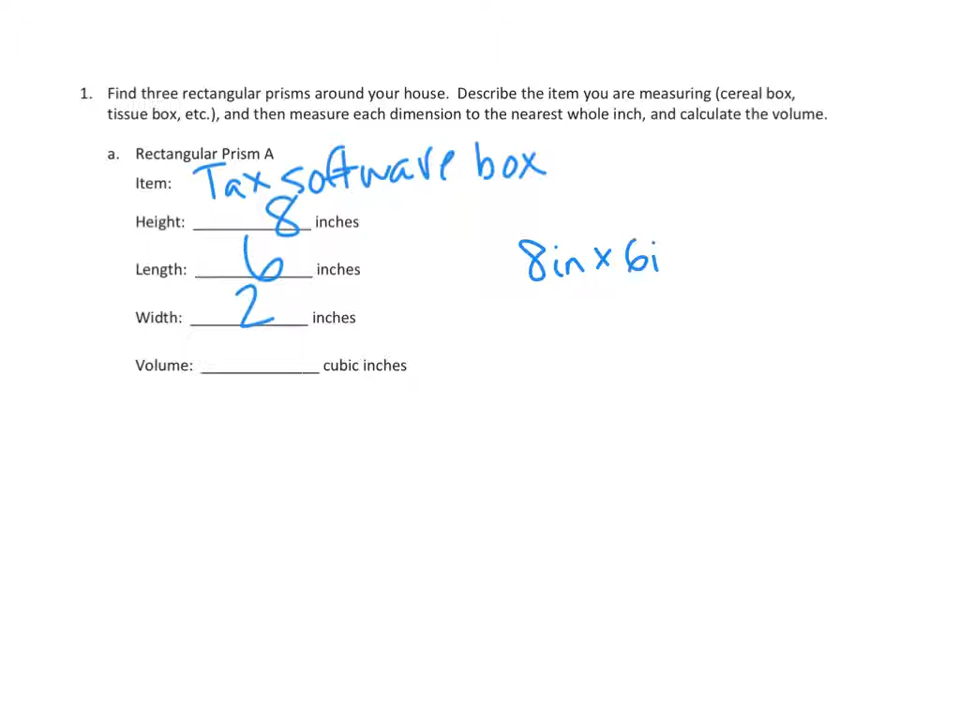 1. Find three rectangular prisms around your house. Describe the item you are measuring (cereal box,
tissue box, etc.), and then measure each dimension to the nearest whole inch, and calculate the volume.
a. Rectangular Prism A
Item: Tax software box
Height: 8 inches
Length: 6 inches
8in x 6i
Width: 2 inches
Volume: ______________ cubic inches